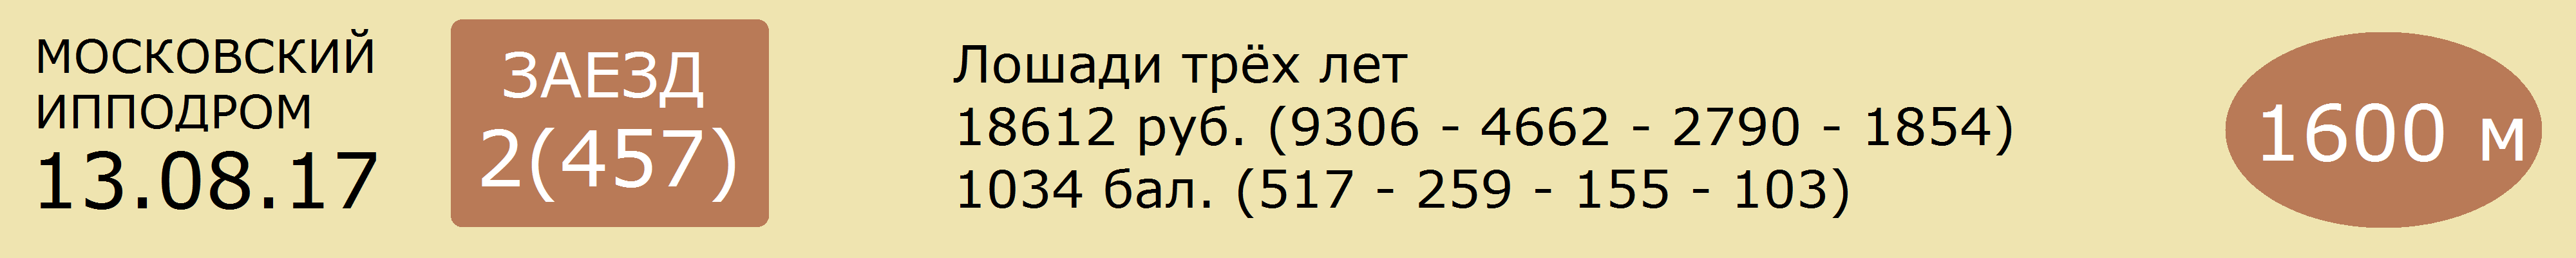 МОСКОВСКИЙ
ИППОДРОМ
13.08.17
ЗАЕЗД
2(457)
Лошади трёх лет
18612 руб. (9306 - 4662 - 2790 - 1854)
1034 бал. (517 - 259 - 155 - 103)
1600 м